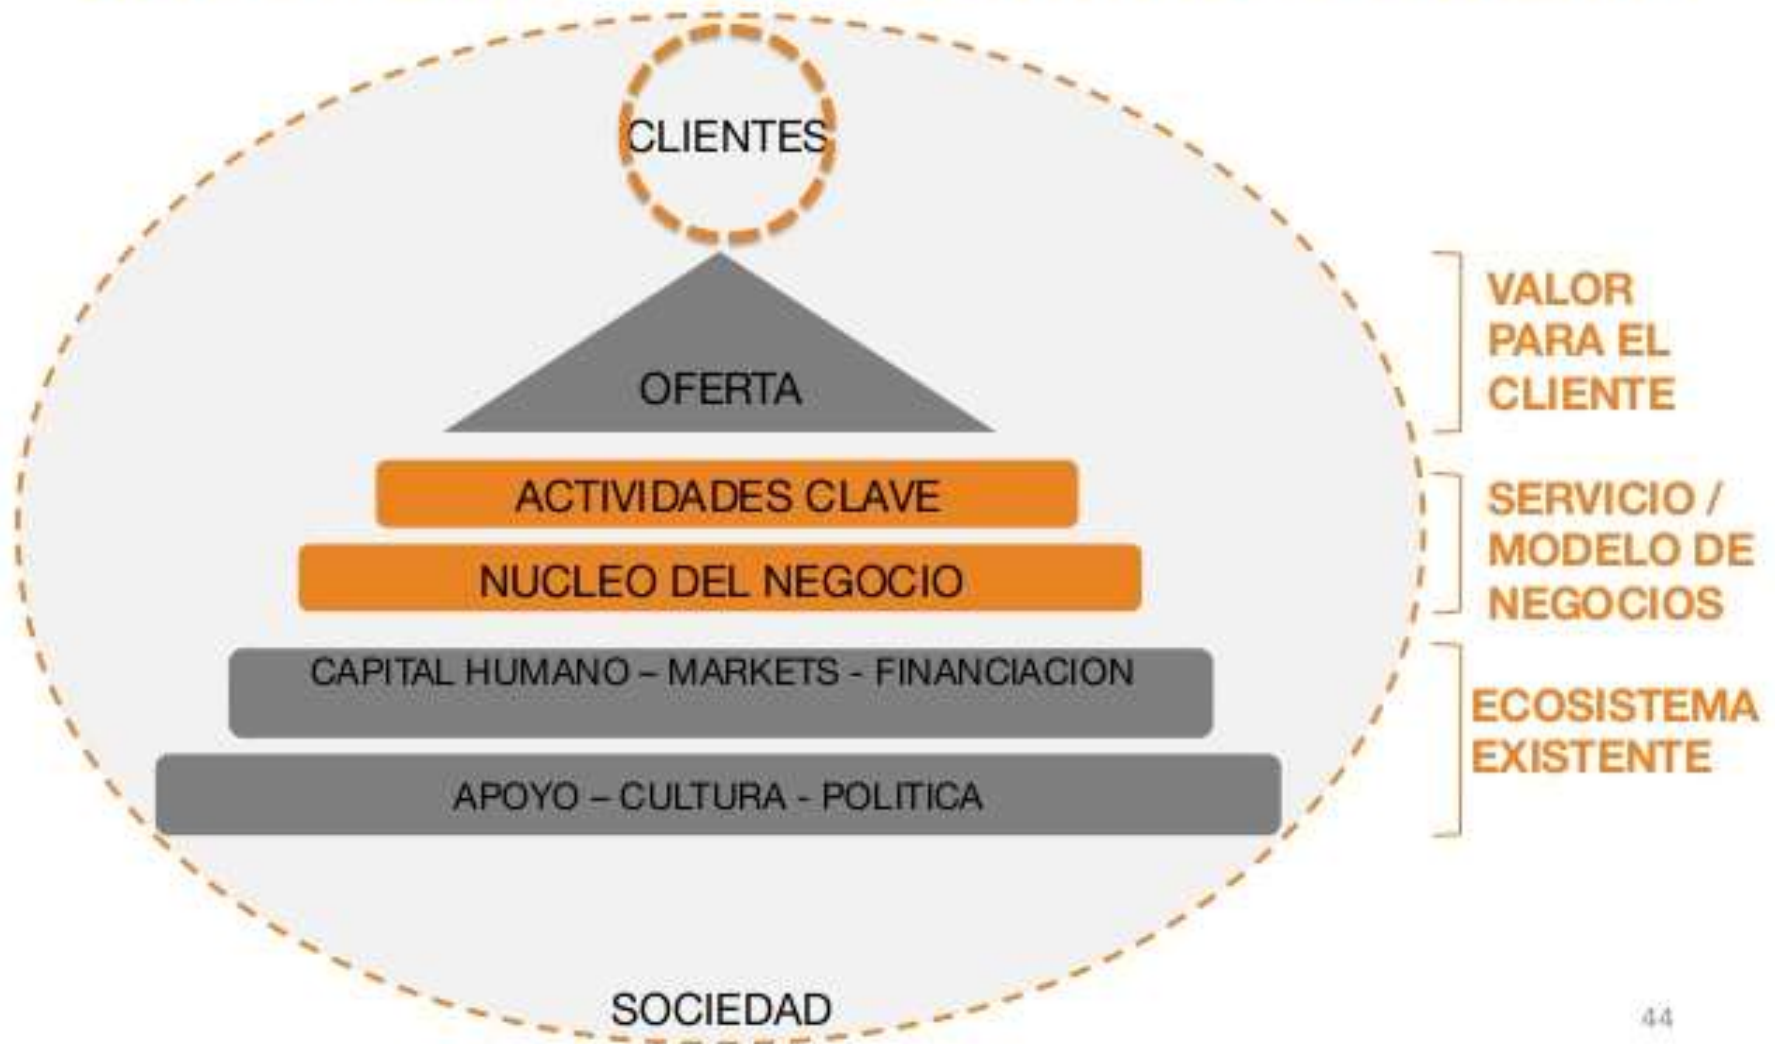 CLIENTES
OFERTA
VALOR
PARA EL
CLIENTE
ACTIVIDADES CLAVE
NUCLEO DEL NEGOCIO
SERVICIO /
MODELO DE
NEGOCIOS
CAPITAL HUMANO – MARKETS - FINANCIACION
APOYO – CULTURA - POLITICA
ECOSISTEMA
EXISTENTE
SOCIEDAD
44